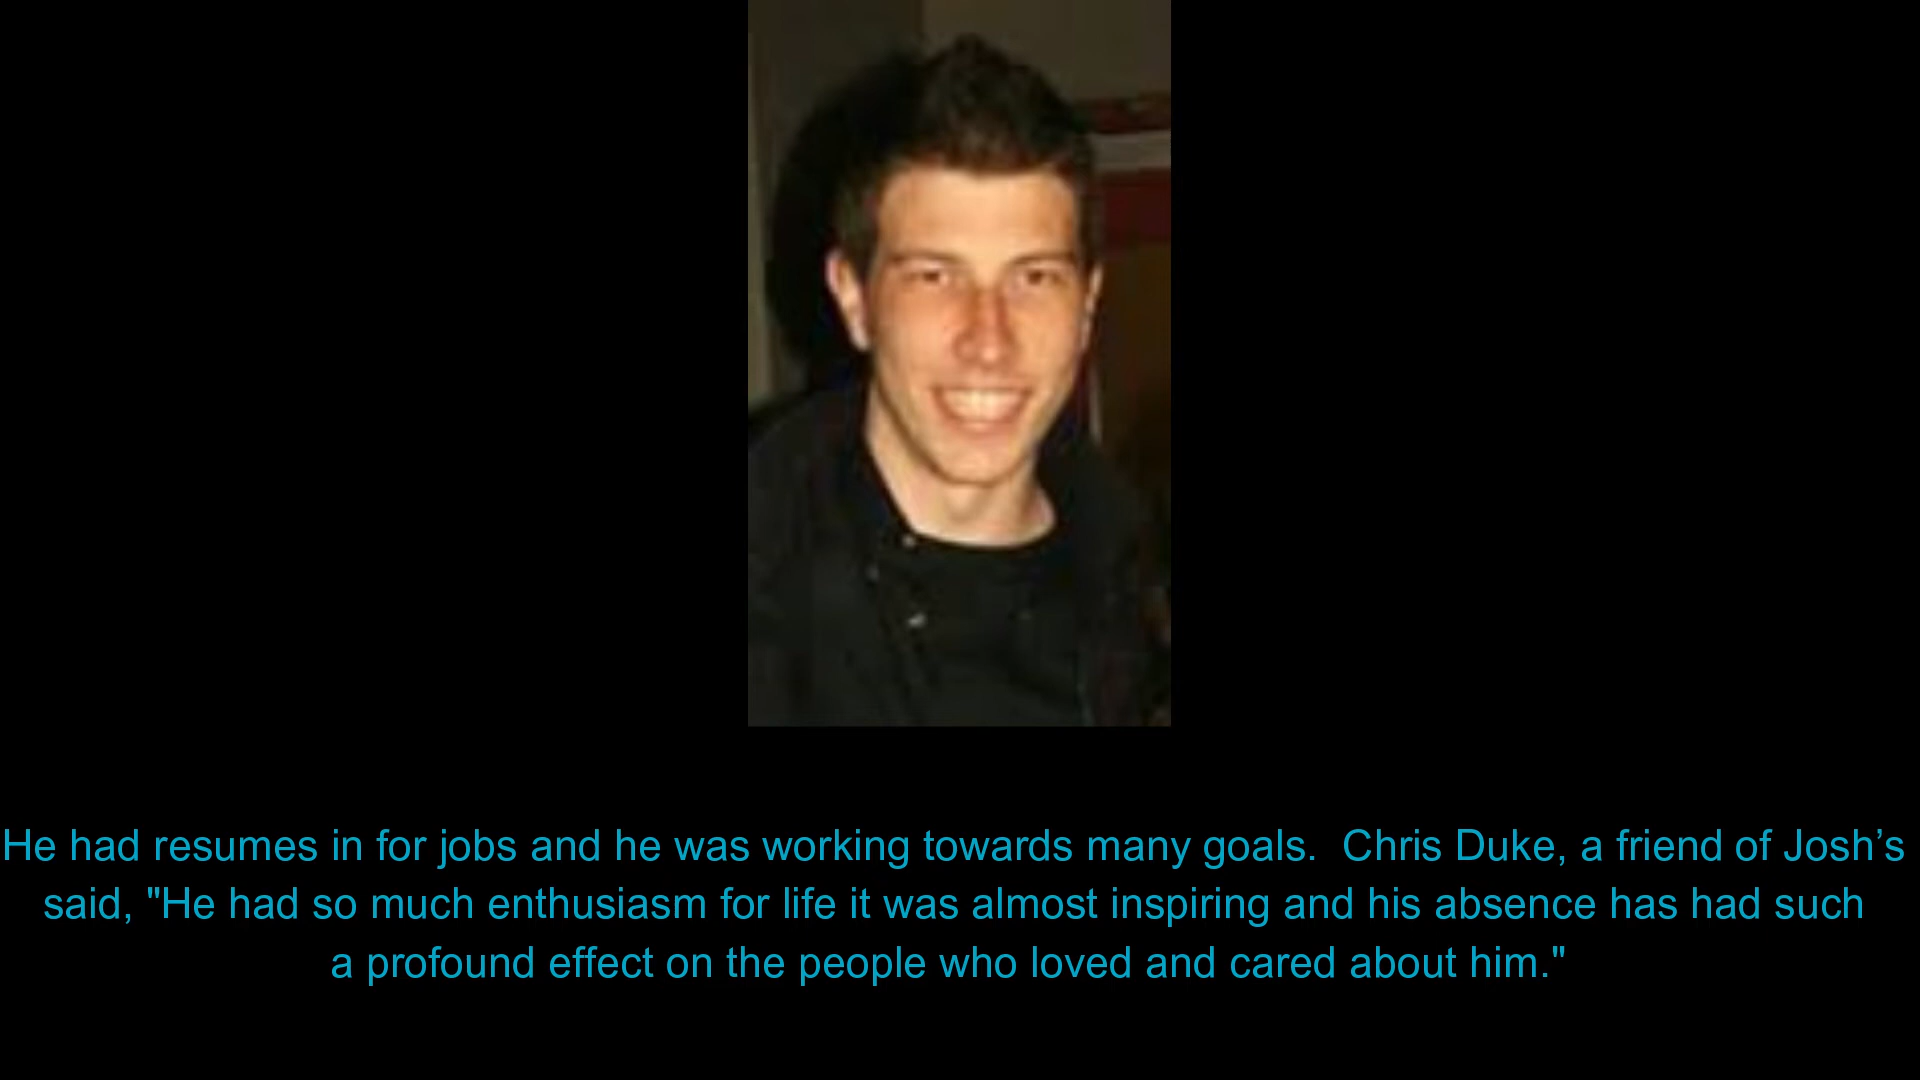 He had resumes in for jobs and he was working towards many goals.  Chris Duke, a friend of Josh’s
said, "He had so much enthusiasm for life it was almost inspiring and his absence has had such
a profound effect on the people who loved and cared about him."